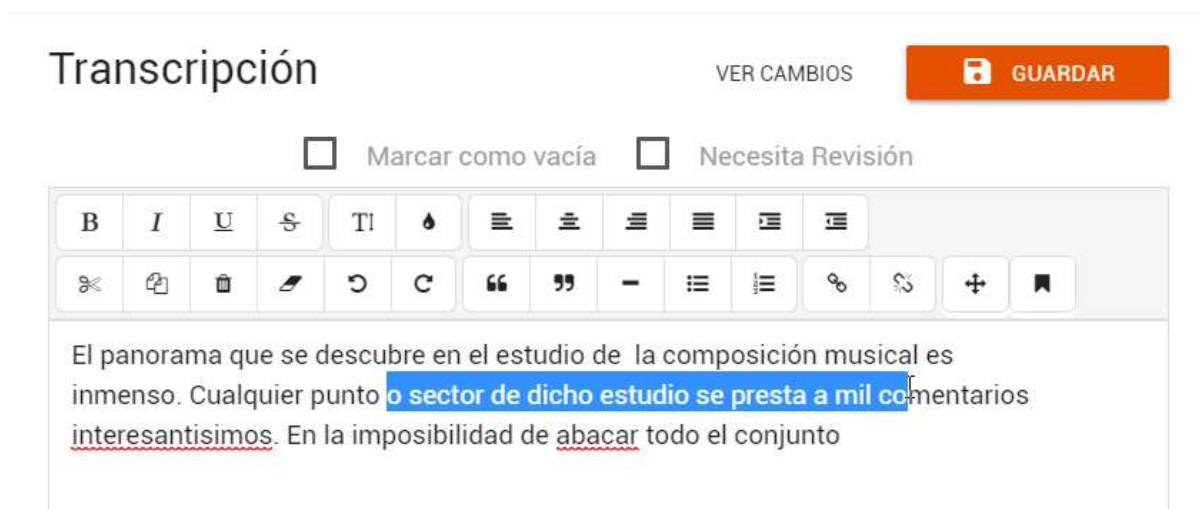 Transcripción
VER CAMBIOS
GUARDAR
Marcar como vacía
Necesita Revisión
B I U S TI
El panorama que se descubre en el estudio de  la composición musical es
inmenso. Cualquier punto o sector de dicho estudio se presta a mil comentarios
interesantisimos. En la imposibilidad de abacar todo el conjunto